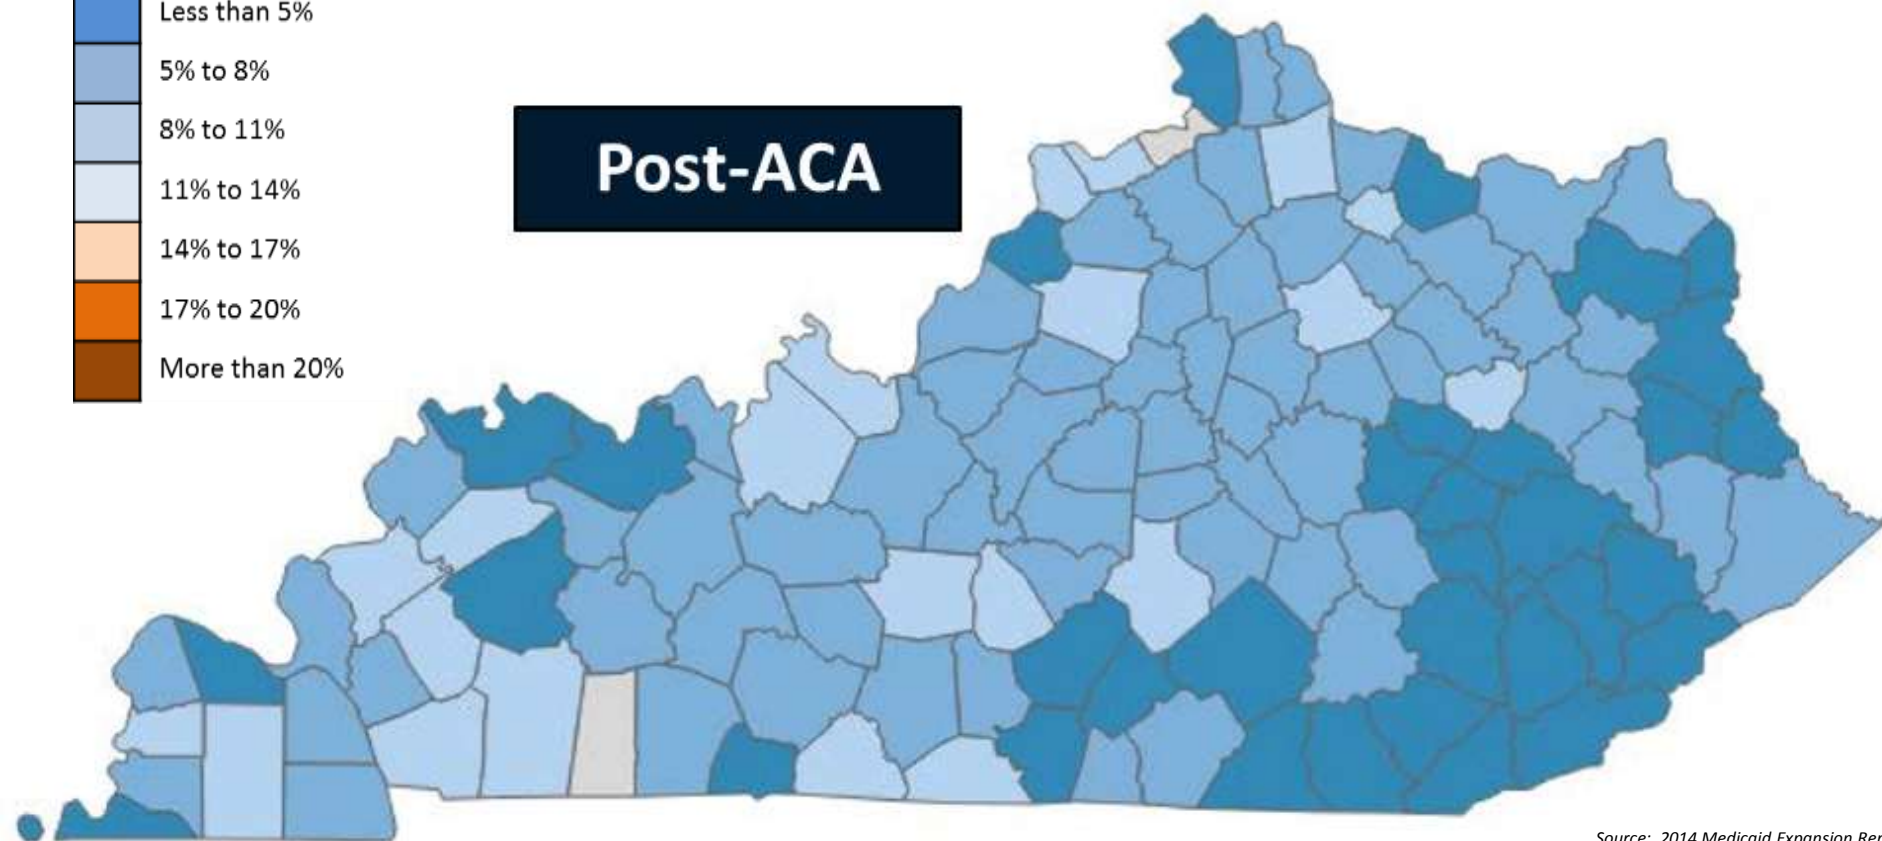 Less than 5%
5% to 8%
8% to 11%
11% to 14%
14% to 17%
17% to 20%
More than 20%
Post-ACA
Source: 2014 Medicaid Expansion